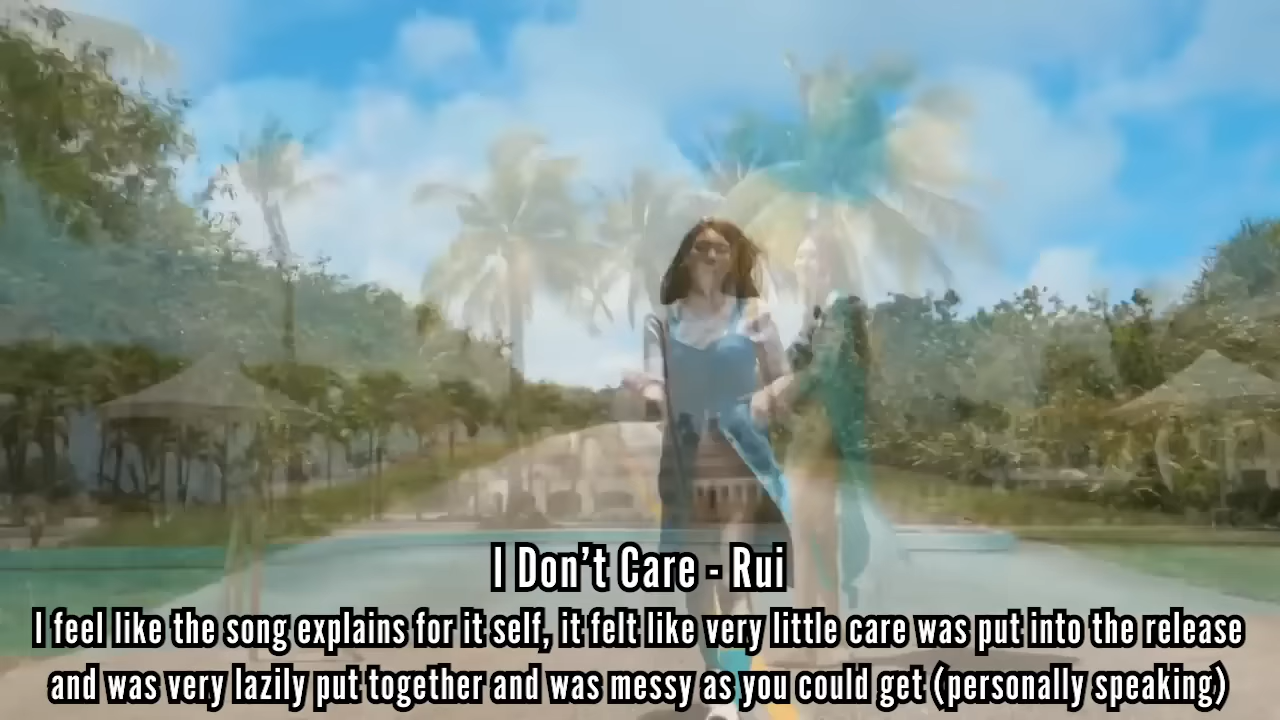 I Don't Care - Rui
I feel like the song explains for it self, it felt like very little care was put into the release
and was very lazily put together and was messy as you could get (personally speaking)